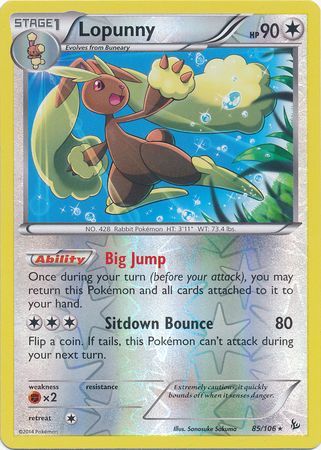 STAGE1
Lopunny
HP 90
Evolves from Buneary
NO. 428 Rabbit Pokémon HT: 3'11" WT: 73.4 lbs.
Ability Big Jump
Once during your turn (before your attack), you may
return this Pokémon and all cards attached to it to
your hand.
Sitdown Bounce 80
Flip a coin. If tails, this Pokémon can't attack during
your next turn.
weakness resistance
×2
retreat
Extremely cautious, it quickly
bounds off when it senses danger.
©2014 Pokémon
Illus. Sonosuke Sakuma
85/106 ★